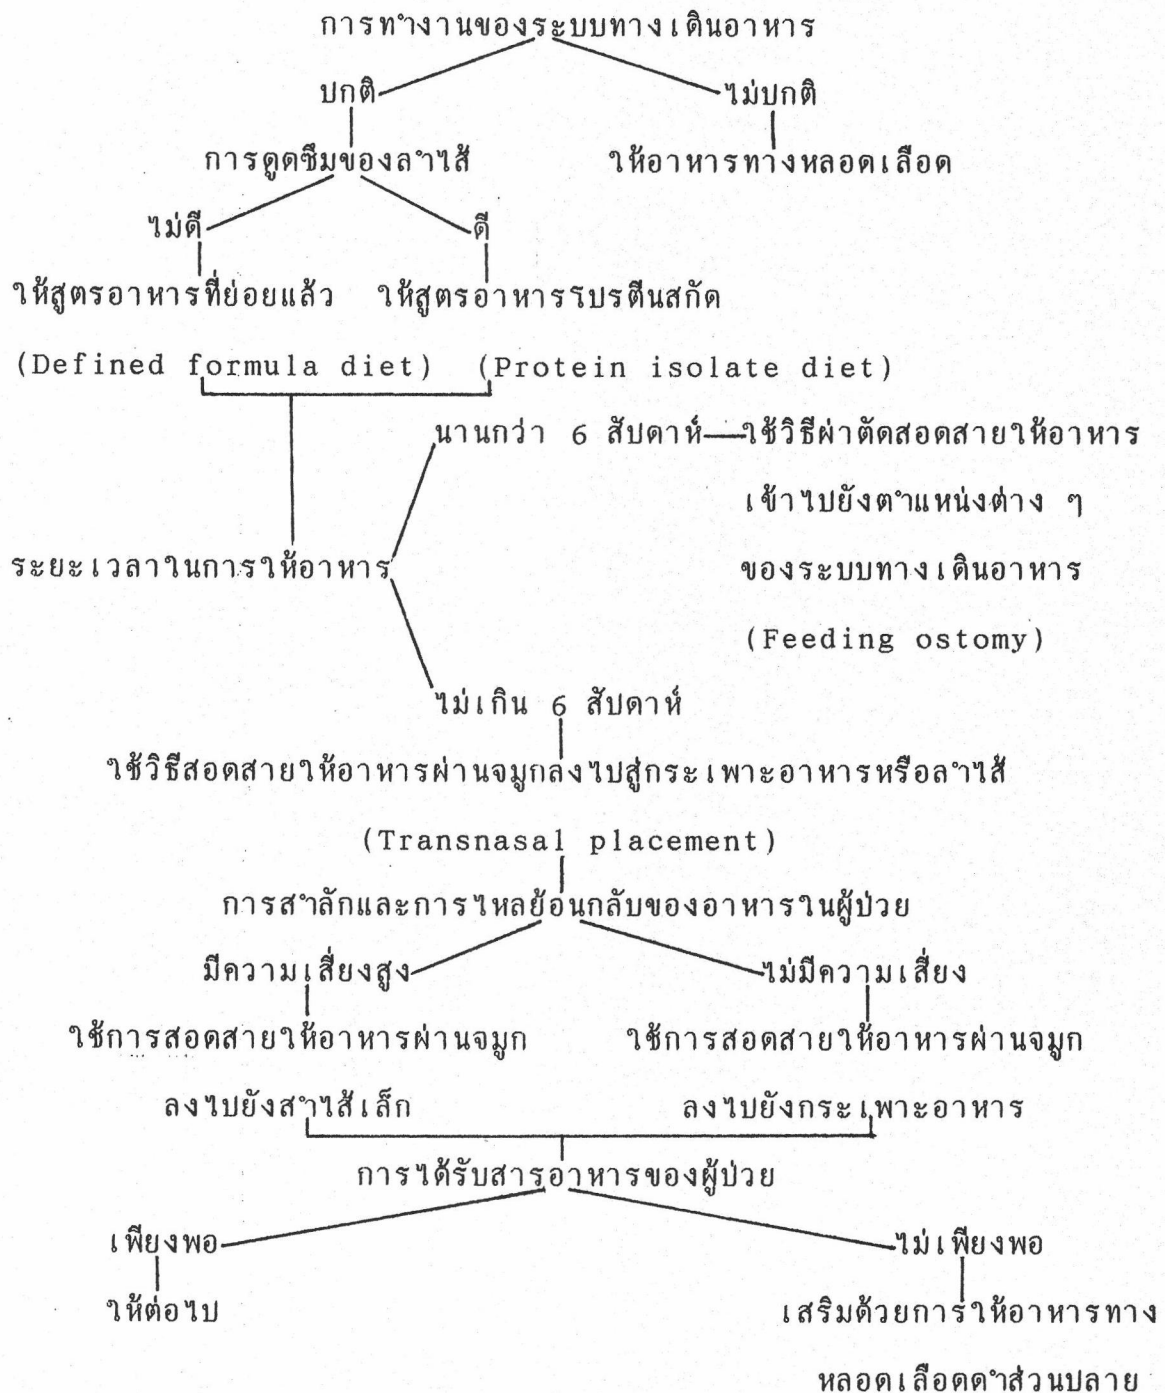 การทำงานของระบบทางเดินอาหาร
ปกติ ไม่ปกติ
การดูดซึมของลำไส้ ให้อาหารทางหลอดเลือด
ไม่ดี ดี
ให้สูตรอาหารที่ย่อยแล้ว ให้สูตรอาหารโปรตีนสกัด
(Defined formula diet) (Protein isolate diet)
นานกว่า 6 สัปดาห์ ใช้วิธีผ่าตัดสอดสายให้อาหาร
เข้าไปยังตำแหน่งต่าง ๆ
ระยะเวลาในการให้อาหาร ของระบบทางเดินอาหาร
(Feeding ostomy)
ไม่เกิน 6 สัปดาห์
ใช้วิธีสอดสายให้อาหารผ่านจมูกลงไปสู่กระเพาะอาหารหรือลำไส้
(Transnasal placement)
การสำลักและการไหลย้อนกลับของอาหารในผู้ป่วย
มีความเสี่ยงสูง ไม่มีความเสี่ยง
ใช้การสอดสายให้อาหารผ่านจมูก ใช้การสอดสายให้อาหารผ่านจมูก
ลงไปยังสำไส้เล็ก ลงไปยังกระเพาะอาหาร
การได้รับสารอาหารของผู้ป่วย
เพียงพอ ไม่เพียงพอ
ให้ต่อไป เสริมด้วยการให้อาหารทาง
หลอดเลือดดำส่วนปลาย